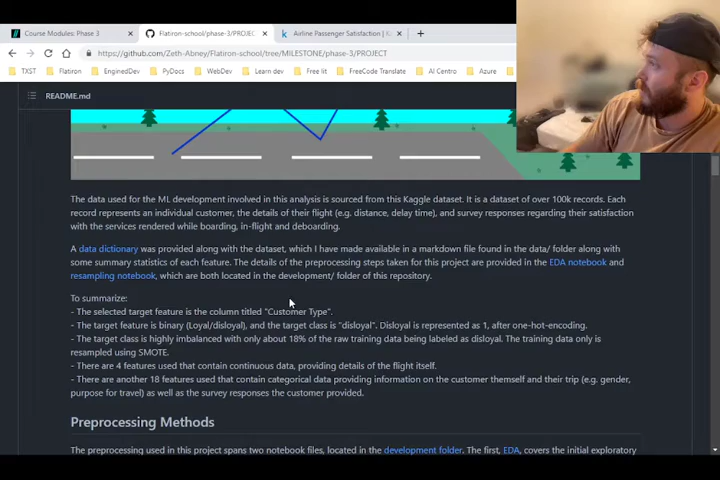 Course Modules: Phase 3
Flatiron-school/phase-3/PROJECT
Airline Passenger Satisfaction | K
https://github.com/Zeth-Abney/Flatiron-school/tree/MILESTONE/phase-3/PROJECT
TXST
Flatiron
EnginedDev
PyDocs
WebDev
Learn dev
Free lit
FreeCode Translate
AI Centro
Azure
README.md
The data used for the ML development involved in this analysis is sourced from this Kaggle dataset. It is a dataset of over 100k records. Each
record represents an individual customer, the details of their flight (e.g. distance, delay time), and survey responses regarding their satisfaction
with the services rendered while boarding, in-flight and deboarding.
A data dictionary was provided along with the dataset, which I have made available in a markdown file found in the data/ folder along with
some summary statistics of each feature. The details of the preprocessing steps taken for this project are provided in the EDA notebook and
resampling notebook, which are both located in the development/ folder of this repository.
To summarize:
- The selected target feature is the column titled "Customer Type".
- The target feature is binary (Loyal/disloyal), and the target class is "disloyal". Disloyal is represented as 1, after one-hot-encoding.
- The target class is highly imbalanced with only about 18% of the raw training data being labeled as disloyal. The training data only is
resampled using SMOTE.
- There are 4 features used that contain continuous data, providing details of the flight itself.
- There are another 18 features used that contain categorical data providing information on the customer themself and their trip (e.g. gender,
purpose for travel) as well as the survey responses the customer provided.
Preprocessing Methods
The preprocessing used in this project spans two notebook files, located in the development folder. The first, EDA, covers the initial exploratory